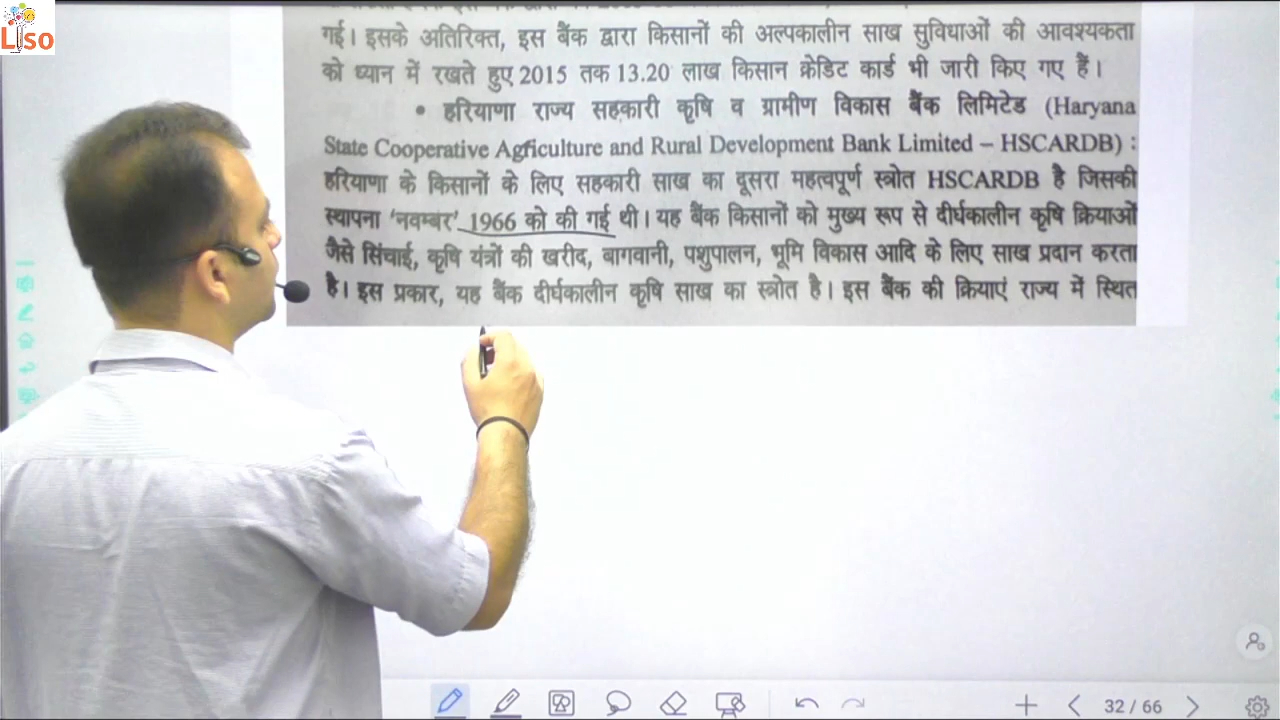 Liso
गई। इसके अतिरिक्त, इस बैंक द्वारा किसानों की अल्पकालीन साख सुविधाओं की आवश्यकता
को ध्यान में रखते हुए 2015 तक 13.20 लाख किसान क्रेडिट कार्ड भी जारी किए गए हैं।
• हरियाणा राज्य सहकारी कृषि व ग्रामीण विकास बैंक लिमिटेड (Haryana
State Cooperative Agficulture and Rural Development Bank Limited – HSCARDB) :
हरियाणा के किसानों के लिए सहकारी साख का दूसरा महत्वपूर्ण स्त्रोत HSCARDB है जिसकी
स्थापना 'नवम्बर' 1966 को की गई थी। यह बैंक किसानों को मुख्य रूप से दीर्घकालीन कृषि क्रियाओं
जैसे सिंचाई, कृषि यंत्रों की खरीद, बागवानी, पशुपालन, भूमि विकास आदि के लिए साख प्रदान करता
है। इस प्रकार, यह बैंक दीर्घकालीन कृषि साख का स्त्रोत है। इस बैंक की क्रियाएं राज्य में स्थित
32 / 66